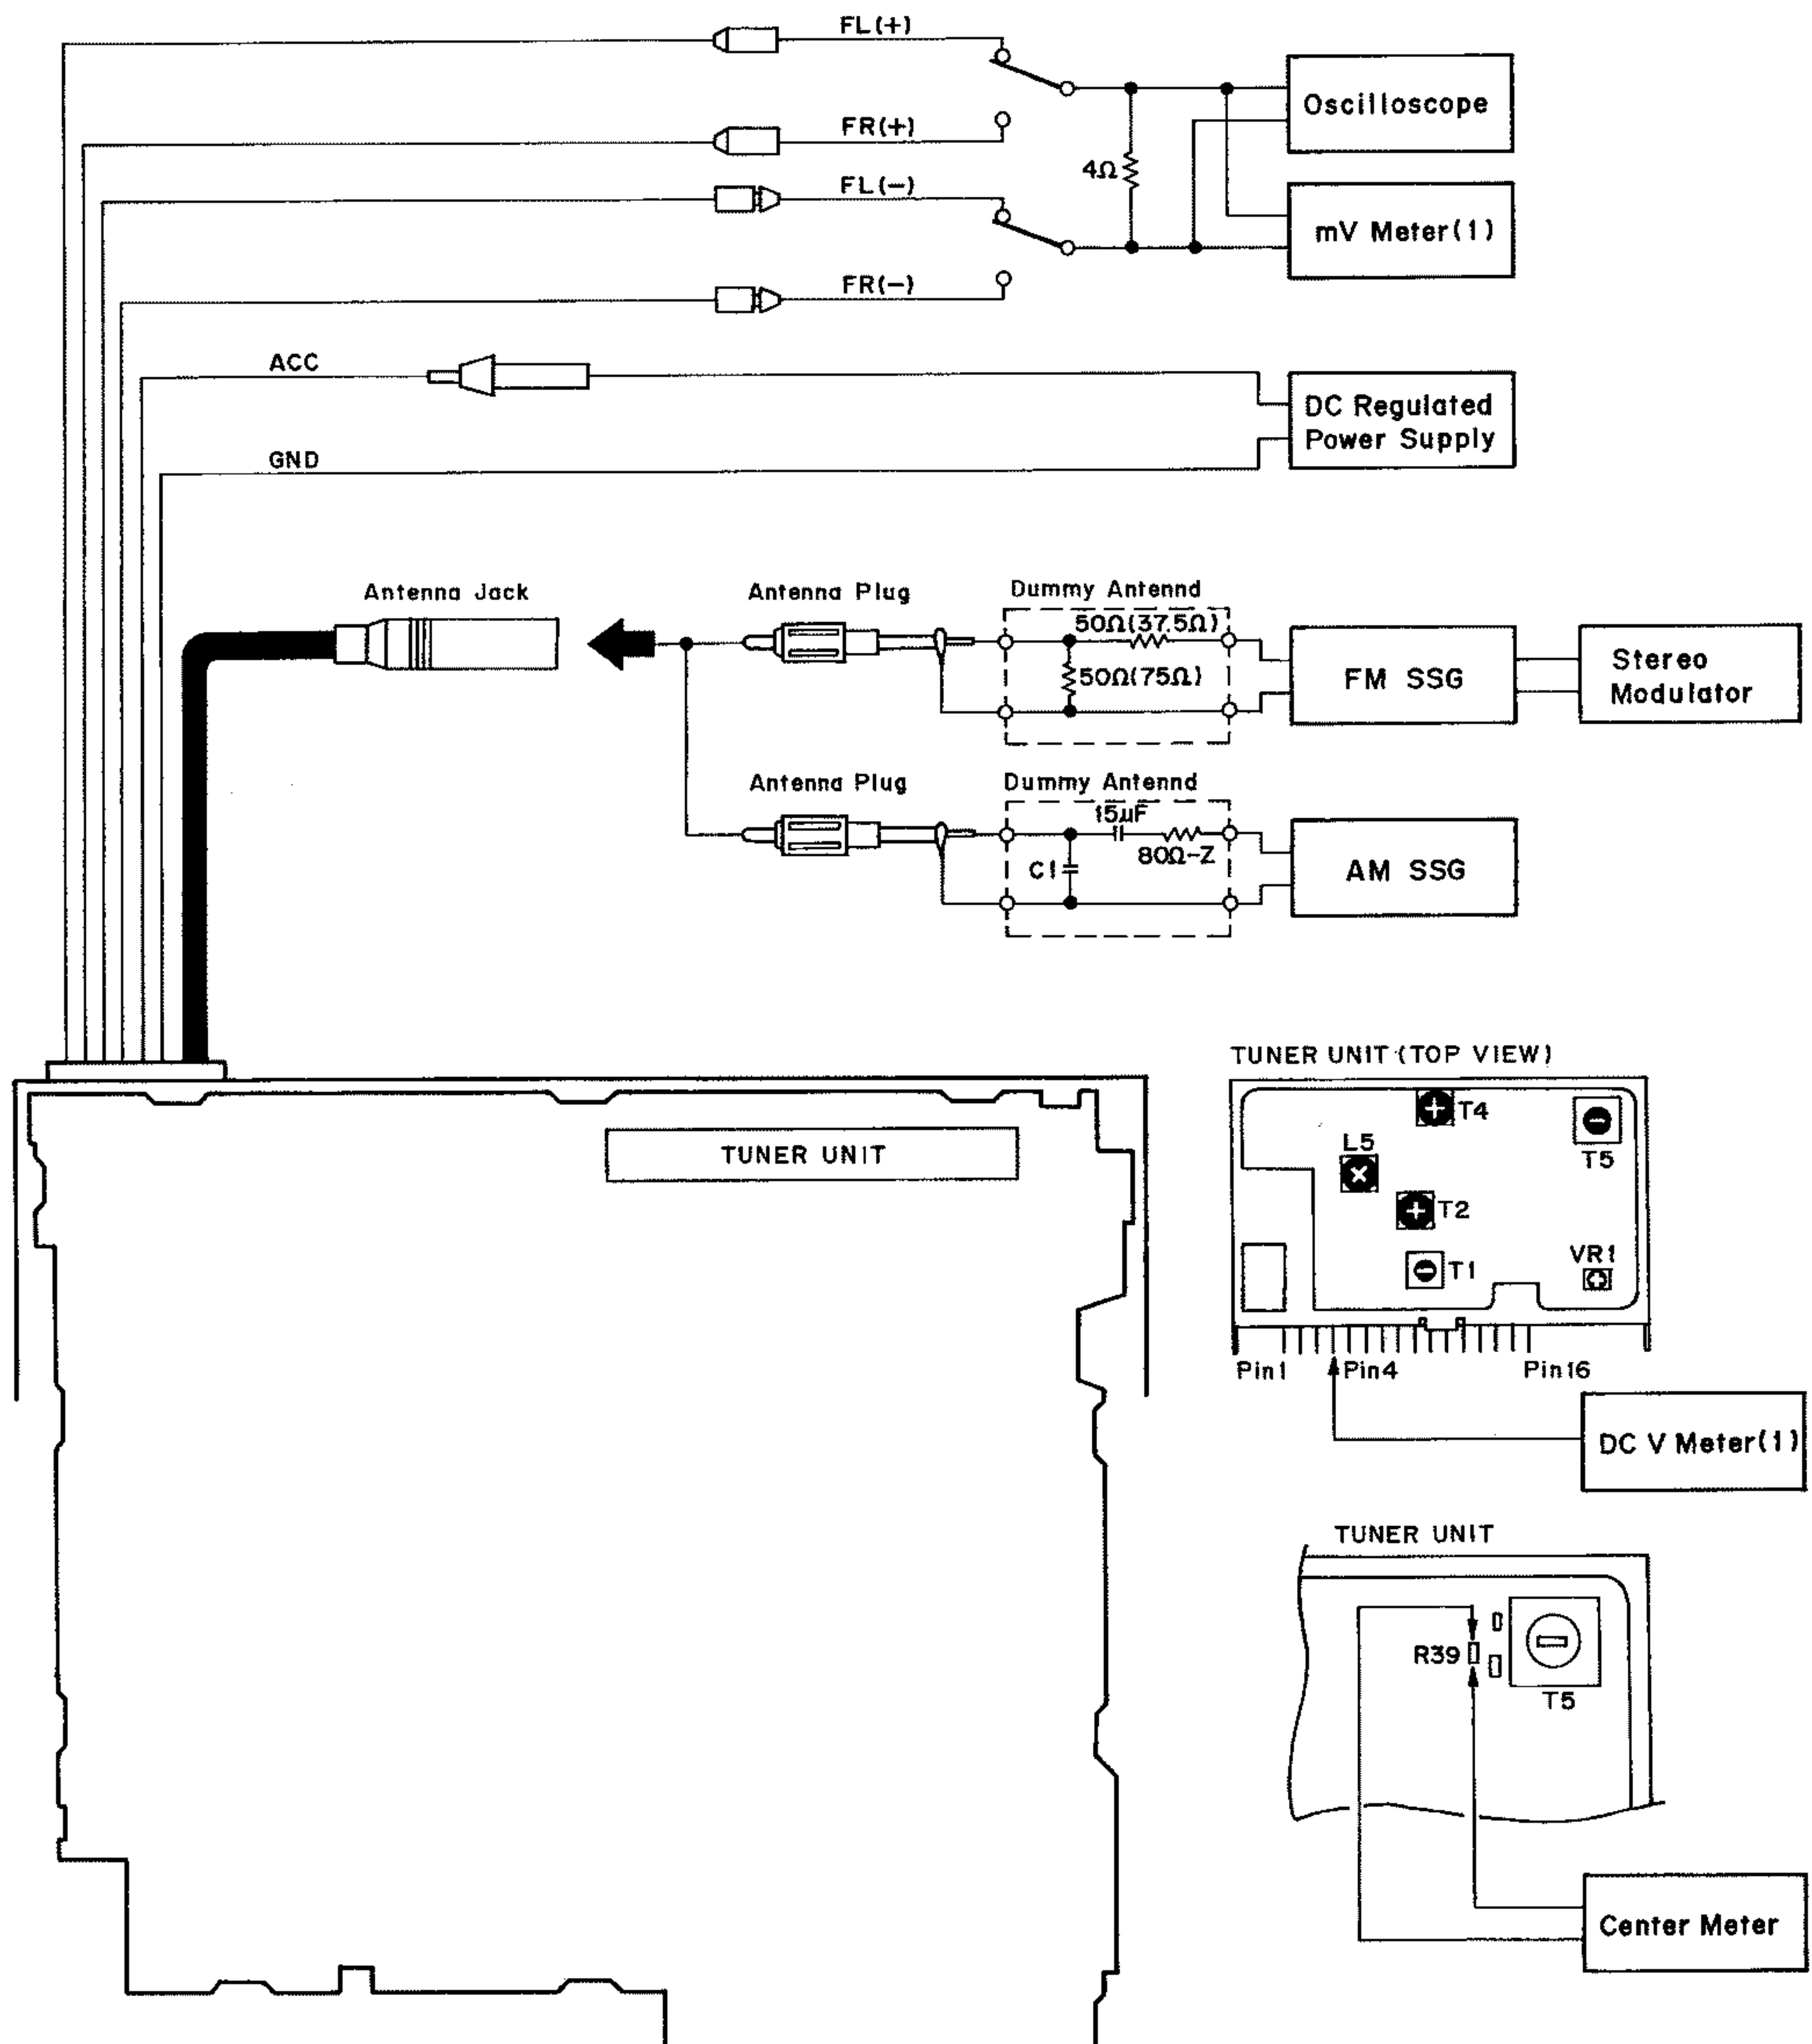 FL(+)
Oscilloscope
FR(+)
4Ω
FL(−)
mV Meter(1)
FR(−)
ACC
DC Regulated
Power Supply
GND
Antenna Jack
Antenna Plug
Dummy Antennd
50Ω(37.5Ω)
50Ω(75Ω)
FM SSG
Stereo
Modulator
Antenna Plug
Dummy Antennd
15μF
80Ω-Z
C1
AM SSG
TUNER UNIT (TOP VIEW)
T4
L5
T5
T2
T1
VR1
Pin1
Pin4
Pin16
TUNER UNIT
DC V Meter(1)
TUNER UNIT
R39
T5
Center Meter